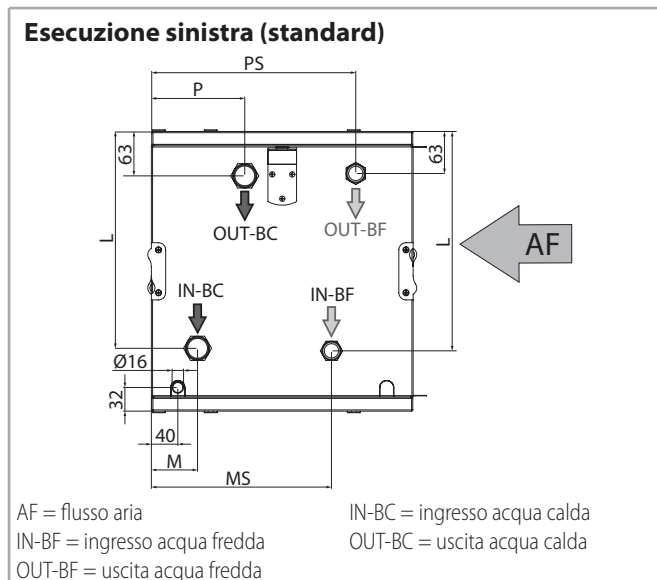 Esecuzione sinistra (standard)
PS
P
63
63
OUT-BC
OUT-BF
L
L
AF
IN-BC
IN-BF
Ø16
32
40
M
MS
AF = flusso aria
IN-BF = ingresso acqua fredda
OUT-BF = uscita acqua fredda
IN-BC = ingresso acqua calda
OUT-BC = uscita acqua calda